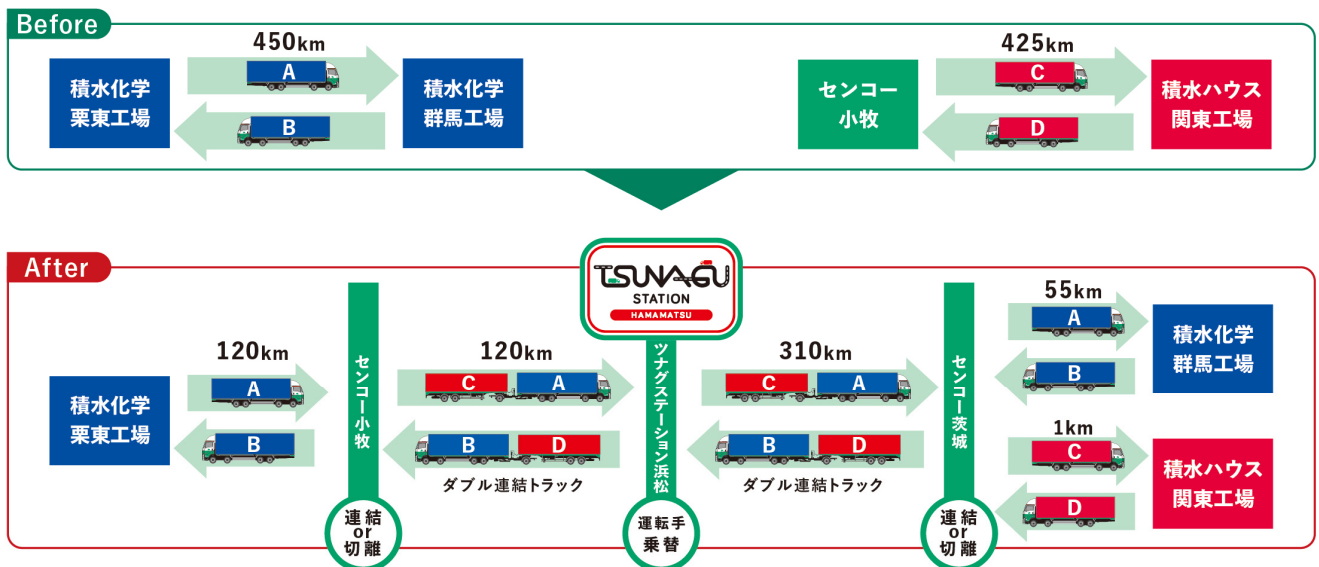 Before
450km
積水化学
栗東工場
A
B
積水化学
群馬工場
425km
センコー
小牧
C
D
積水ハウス
関東工場
After
TSUNAGU
STATION
HAMAMATSU
積水化学
栗東工場
120km
A
B
センコー小牧
連結
or
切離
120km
C
A
B
D
ダブル連結トラック
ツナグステーション浜松
運転手
乗替
310km
C
A
B
D
ダブル連結トラック
センコー茨城
連結
or
切離
55km
A
B
積水化学
群馬工場
1km
C
D
積水ハウス
関東工場